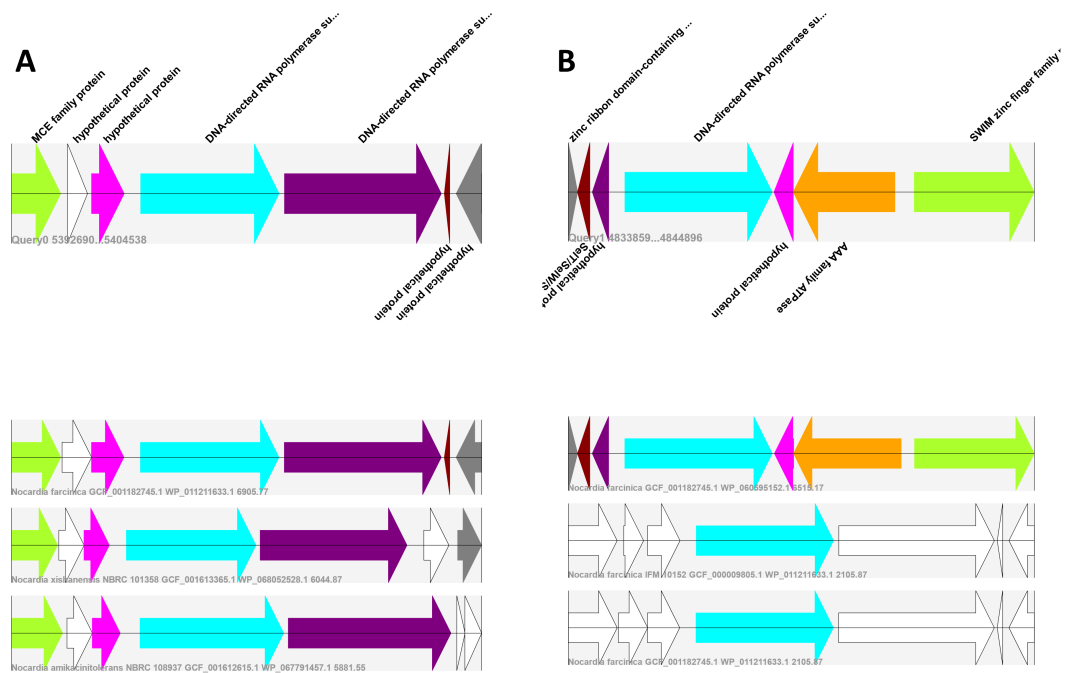 A
MCE family protein
hypothetical protein
hypothetical protein
DNA-directed RNA polymerase su...
DNA-directed RNA polymerase su...
Query0 5392690...5404538
hypothetical protein
hypothetical protein
Nocardia farcinica GCF_001182745.1 WP_011211633.1 6905.77
Nocardia xishanensis NBRC 101358 GCF_001613365.1 WP_068052528.1 6044.87
Nocardia amikacinitolerans NBRC 108937 GCF_001612615.1 WP_067791457.1 5881.55
B
zinc ribbon domain-containing ...
DNA-directed RNA polymerase su...
SWIM zinc finger family
Query1 4833859...4844896
SelT/SelW/S
hypothetical pro
hypothetical protein
AAA family ATPase
Nocardia farcinica GCF_001182745.1 WP_060595152.1 6515.17
Nocardia farcinica IFM 10152 GCF_000009805.1 WP_011211633.1 2105.87
Nocardia farcinica GCF_001182745.1 WP_011211633.1 2105.87